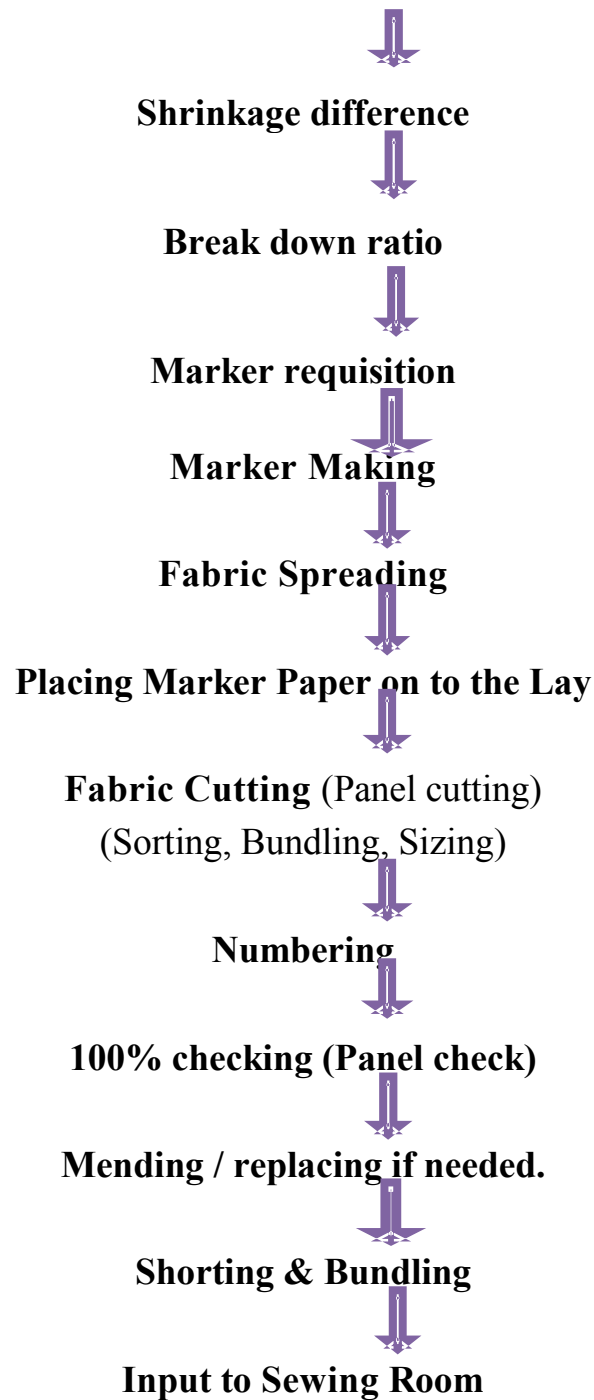 Shrinkage difference
Break down ratio
Marker requisition
Marker Making
Fabric Spreading
Placing Marker Paper on to the Lay
Fabric Cutting (Panel cutting)
(Sorting, Bundling, Sizing)
Numbering
100% checking (Panel check)
Mending / replacing if needed.
Shorting & Bundling
Input to Sewing Room